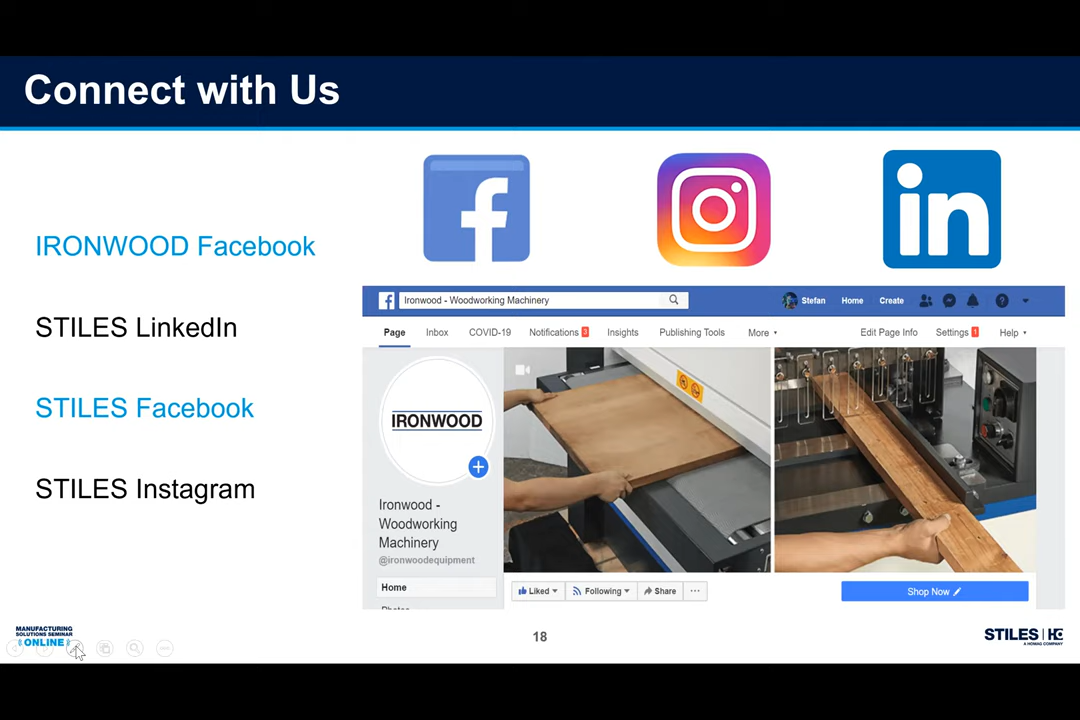 Connect with Us
IRONWOOD Facebook
STILES LinkedIn
STILES Facebook
STILES Instagram
f
in
f
Ironwood - Woodworking Machinery
Stefan
Home
Create
Page
Inbox
COVID-19
Notifications 3
Insights
Publishing Tools
More
Edit Page Info
Settings 1
Help
IRONWOOD
Ironwood -
Woodworking
Machinery
@ironwoodequipment
Home
Photos
Liked
Following
Share
Shop Now
MANUFACTURING
SOLUTIONS SEMINAR
ONLINE
18
STILES
A HOMAG COMPANY